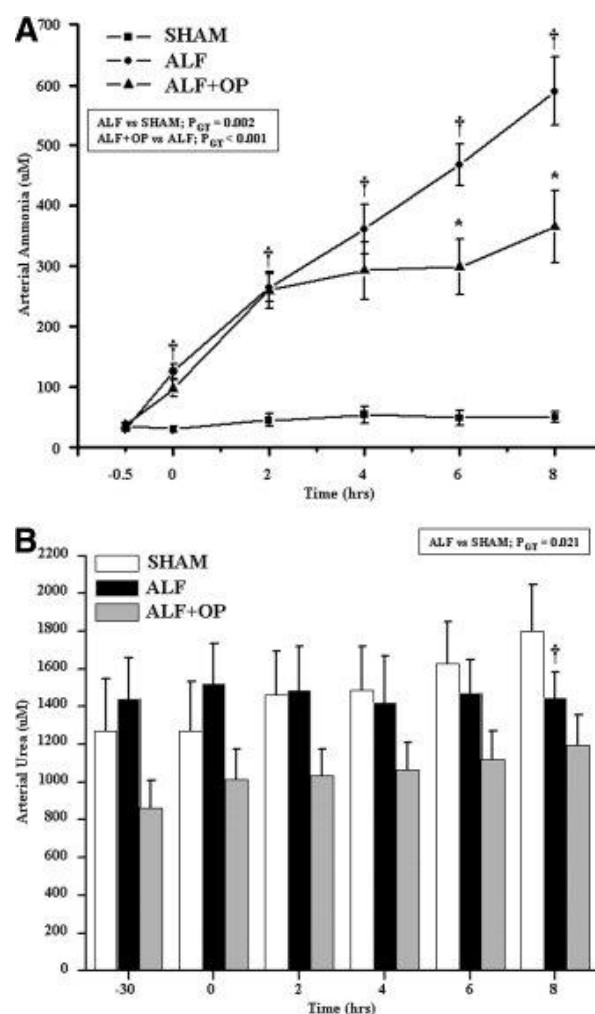 A
SHAM
ALF
ALF+OP
ALF vs SHAM; P_GT = 0.002
ALF+OP vs ALF; P_GT < 0.001
Arterial Ammonia (uM)
700
600
500
400
300
200
100
0
† † † † † †
* *
-0.5 0 2 4 6 8
Time (hrs)
B
ALF vs SHAM; P_GT = 0.021
SHAM
ALF
ALF+OP
Arterial Urea (uM)
2200
2000
1800
1600
1400
1200
1000
800
600
400
200
0
†
-30 0 2 4 6 8
Time (hrs)